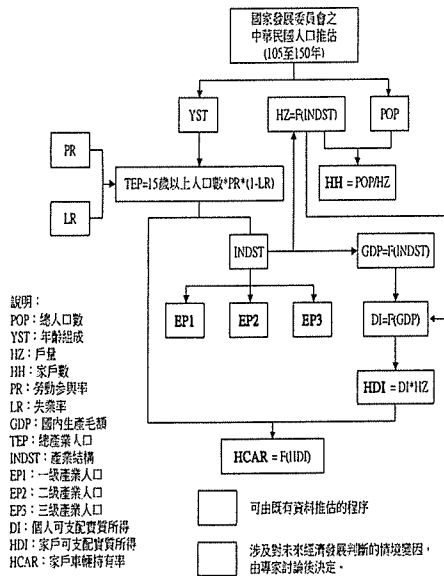 國家發展委員會之
中華民國人口推估
(105至150年)
YST
HZ=F(INDST)
POP
PR
TEP=15歲以上人口數*PR*(1-LR)
HH = POP/HZ
LR
INDST
GDP=F(INDST)
EP1
EP2
EP3
DI=F(GDP)
HDI = DI*HZ
HCAR = F(HDI)
說明：
POP：總人口數
YST：年齡組成
HZ：戶量
HH：家戶數
PR：勞動參與率
LR：失業率
GDP：國內生產毛額
TEP：總產業人口
INDST：產業結構
EP1：一級產業人口
EP2：二級產業人口
EP3：三級產業人口
DI：個人可支配實質所得
HDI：家戶可支配實質所得
HCAR：家戶車輛持有率
可由既有資料推估的程序
涉及對未來經濟發展判斷的情境變因，
由專家討論後決定。